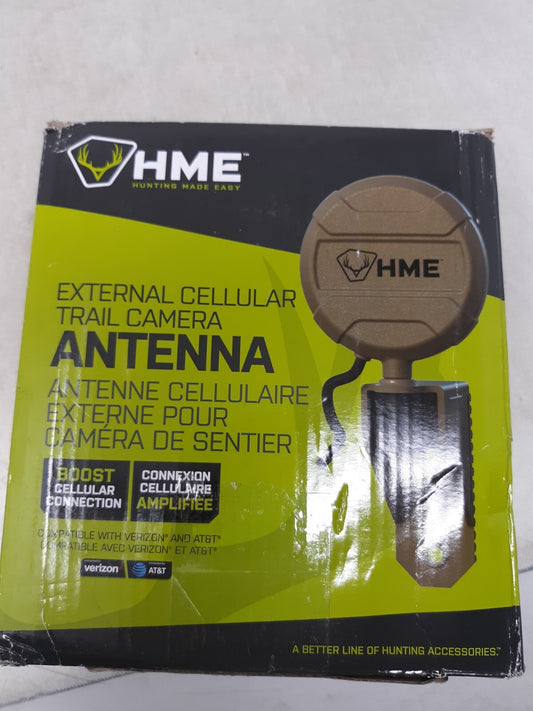 HME™
HUNTING MADE EASY
HME™
EXTERNAL CELLULAR
TRAIL CAMERA
ANTENNA
ANTENNE CELLULAIRE
EXTERNE POUR
CAMÉRA DE SENTIER
BOOST
CELLULAR
CONNECTION
CONNEXION
CELLULAIRE
AMPLIFIÉE
COMPATIBLE WITH VERIZON® AND AT&T®
COMPATIBLE AVEC VERIZON® ET AT&T®
verizon
AT&T
A BETTER LINE OF HUNTING ACCESSORIES.™